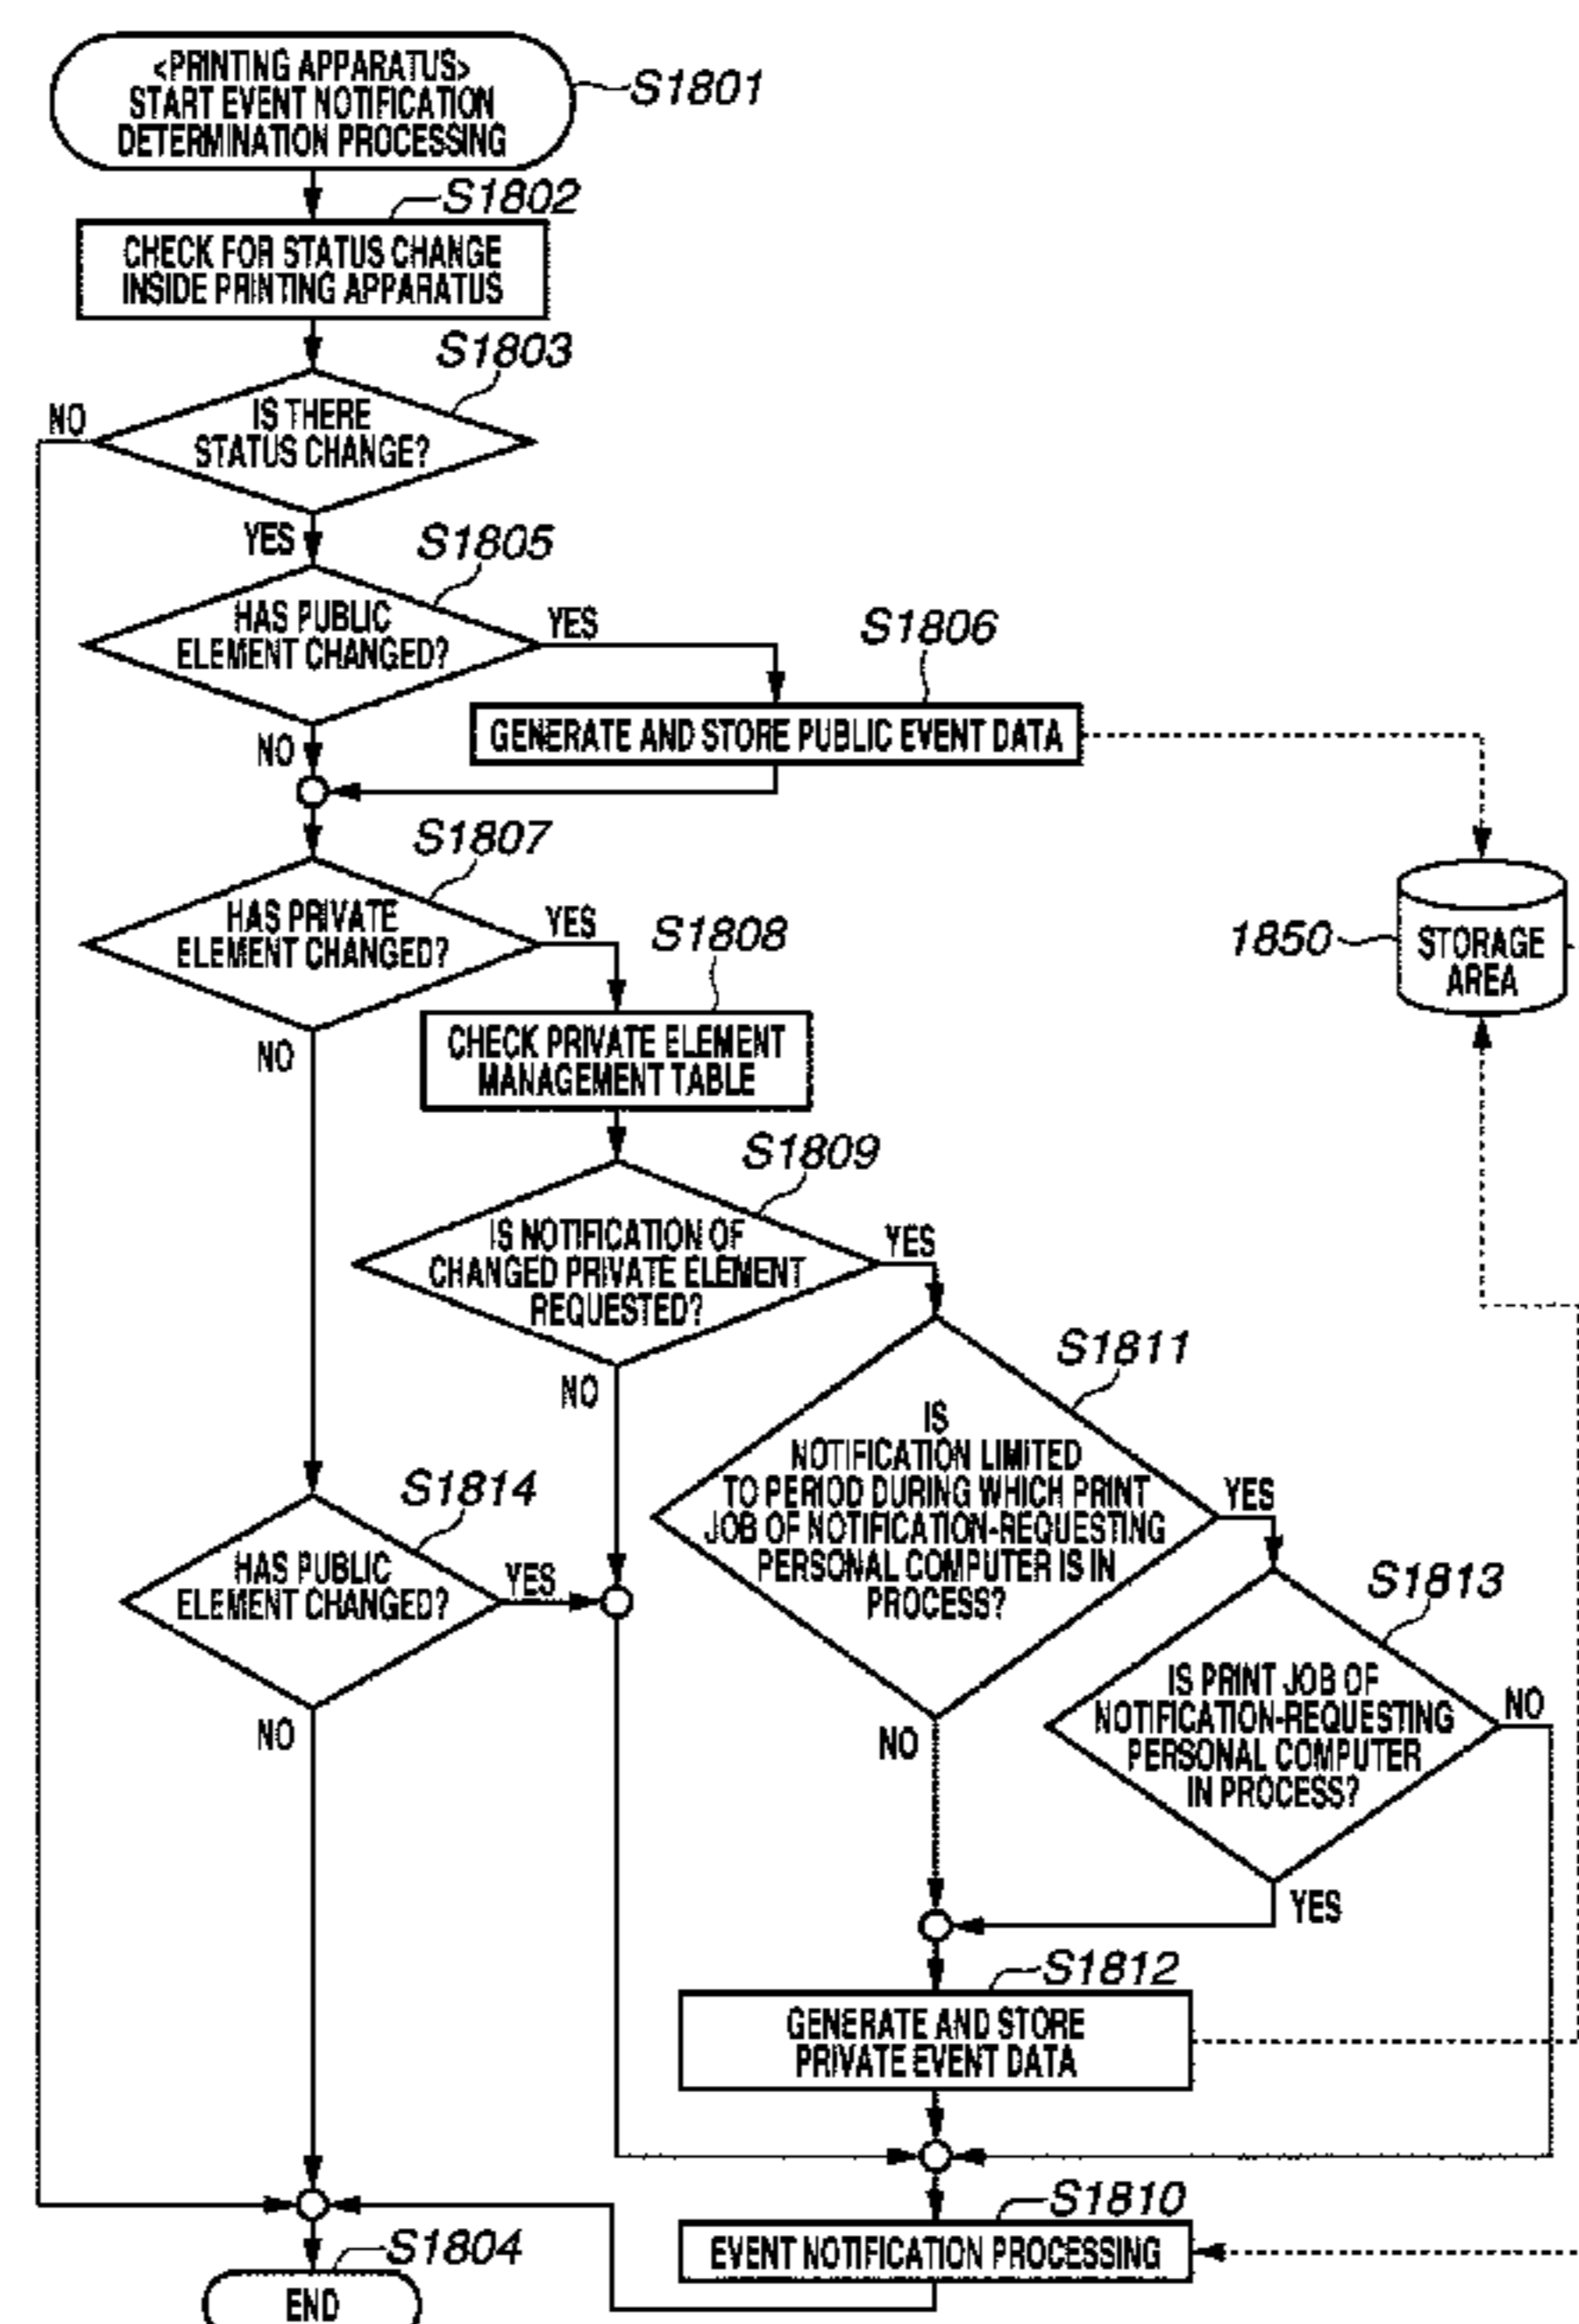 <PRINTING APPARATUS>
START EVENT NOTIFICATION
DETERMINATION PROCESSING
S1801
S1802
CHECK FOR STATUS CHANGE
INSIDE PRINTING APPARATUS
S1803
NO
IS THERE
STATUS CHANGE?
YES
S1805
HAS PUBLIC
ELEMENT CHANGED?
YES
S1806
GENERATE AND STORE PUBLIC EVENT DATA
NO
S1807
HAS PRIVATE
ELEMENT CHANGED?
YES
S1808
1850
STORAGE
AREA
NO
CHECK PRIVATE ELEMENT
MANAGEMENT TABLE
S1809
IS NOTIFICATION OF
CHANGED PRIVATE ELEMENT
REQUESTED?
YES
NO
S1811
IS
NOTIFICATION LIMITED
TO PERIOD DURING WHICH PRINT
JOB OF NOTIFICATION-REQUESTING
PERSONAL COMPUTER IS IN
PROCESS?
YES
S1814
HAS PUBLIC
ELEMENT CHANGED?
YES
NO
S1813
IS PRINT JOB OF
NOTIFICATION-REQUESTING
PERSONAL COMPUTER
IN PROCESS?
NO
NO
YES
S1812
GENERATE AND STORE
PRIVATE EVENT DATA
S1810
EVENT NOTIFICATION PROCESSING
S1804
END